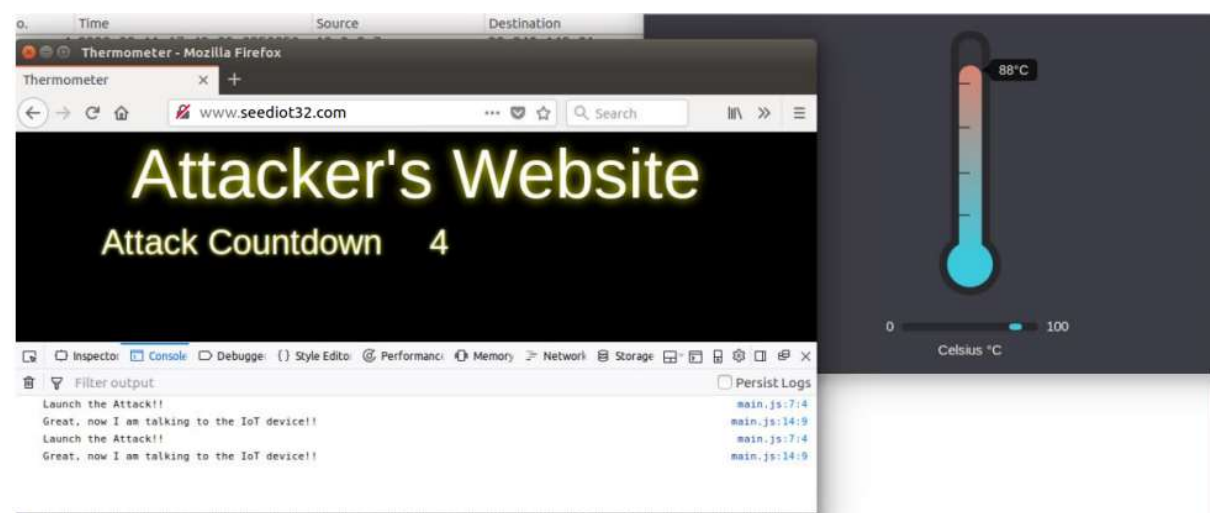 o. Time Source Destination
Thermometer - Mozilla Firefox
Thermometer
www.seediot32.com
Search
Attacker's Website
Attack Countdown 4
Inspector Console Debugger {} Style Editor Performance Memory Network Storage
Filter output
Persist Logs
Launch the Attack!! main.js:7:4
Great, now I am talking to the IoT device!! main.js:14:9
Launch the Attack!! main.js:7:4
Great, now I am talking to the IoT device!! main.js:14:9
88°C
0 100
Celsius °C